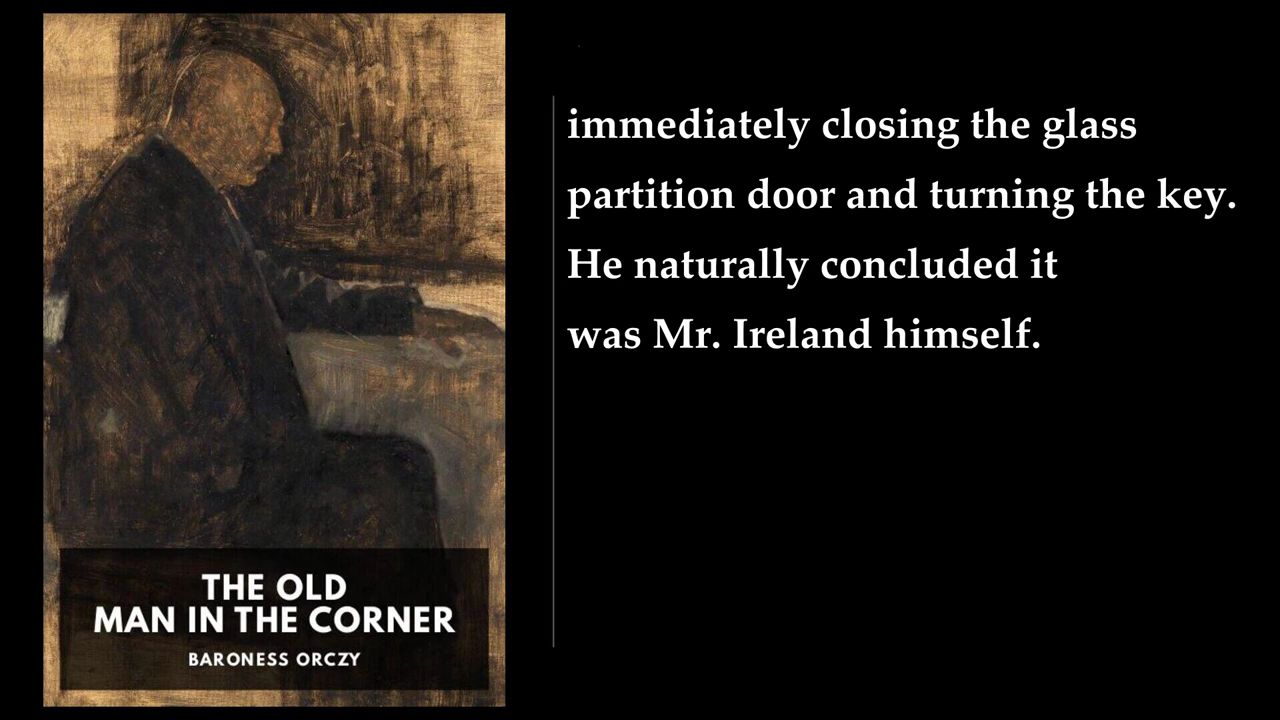 THE OLD
MAN IN THE CORNER
BARONESS ORCZY
immediately closing the glass
partition door and turning the key.
He naturally concluded it
was Mr. Ireland himself.